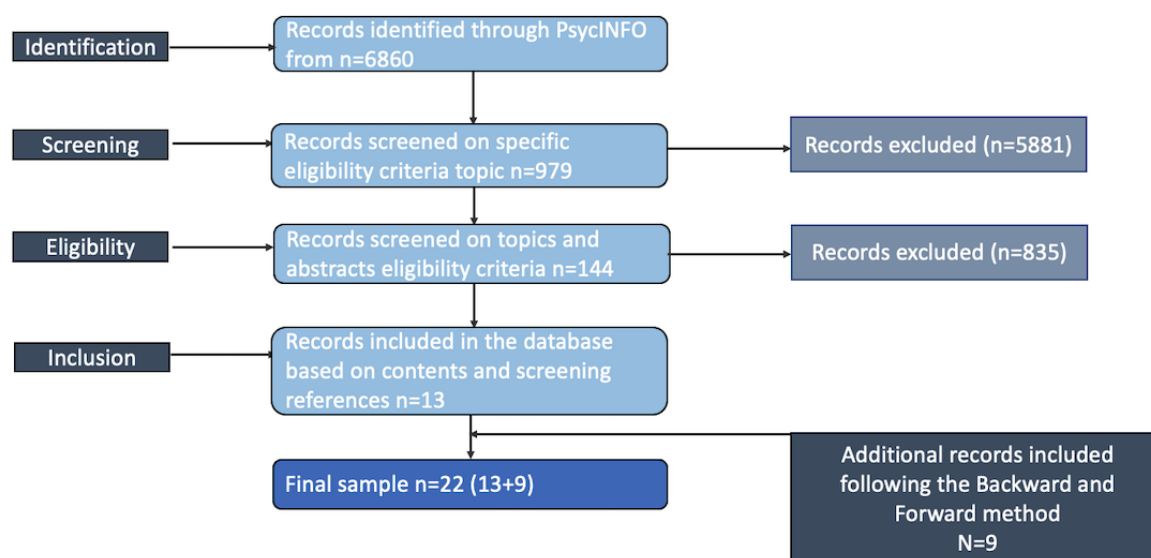 Identification
Records identified through PsycINFO
from n=6860
Screening
Records screened on specific
eligibility criteria topic n=979
Records excluded (n=5881)
Eligibility
Records screened on topics and
abstracts eligibility criteria n=144
Records excluded (n=835)
Inclusion
Records included in the database
based on contents and screening
references n=13
Additional records included
following the Backward and
Forward method
N=9
Final sample n=22 (13+9)